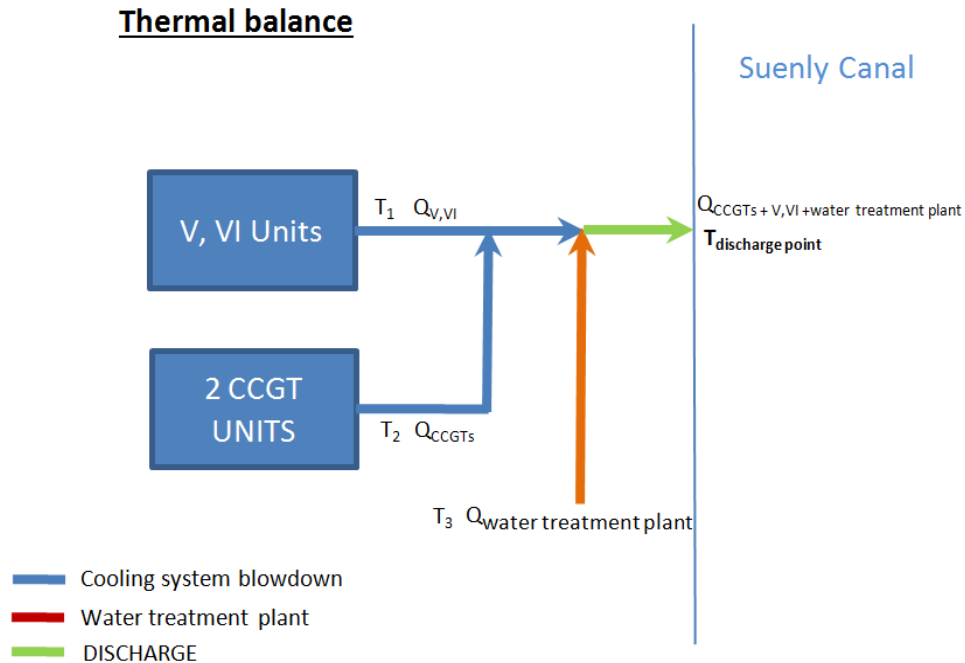 Thermal balance
Suenly Canal
V, VI Units
T1 QV,VI
QCCGTs + V,VI +water treatment plant
Tdischarge point
2 CCGT
UNITS
T2 QCCGTs
T3 Qwater treatment plant
Cooling system blowdown
Water treatment plant
DISCHARGE